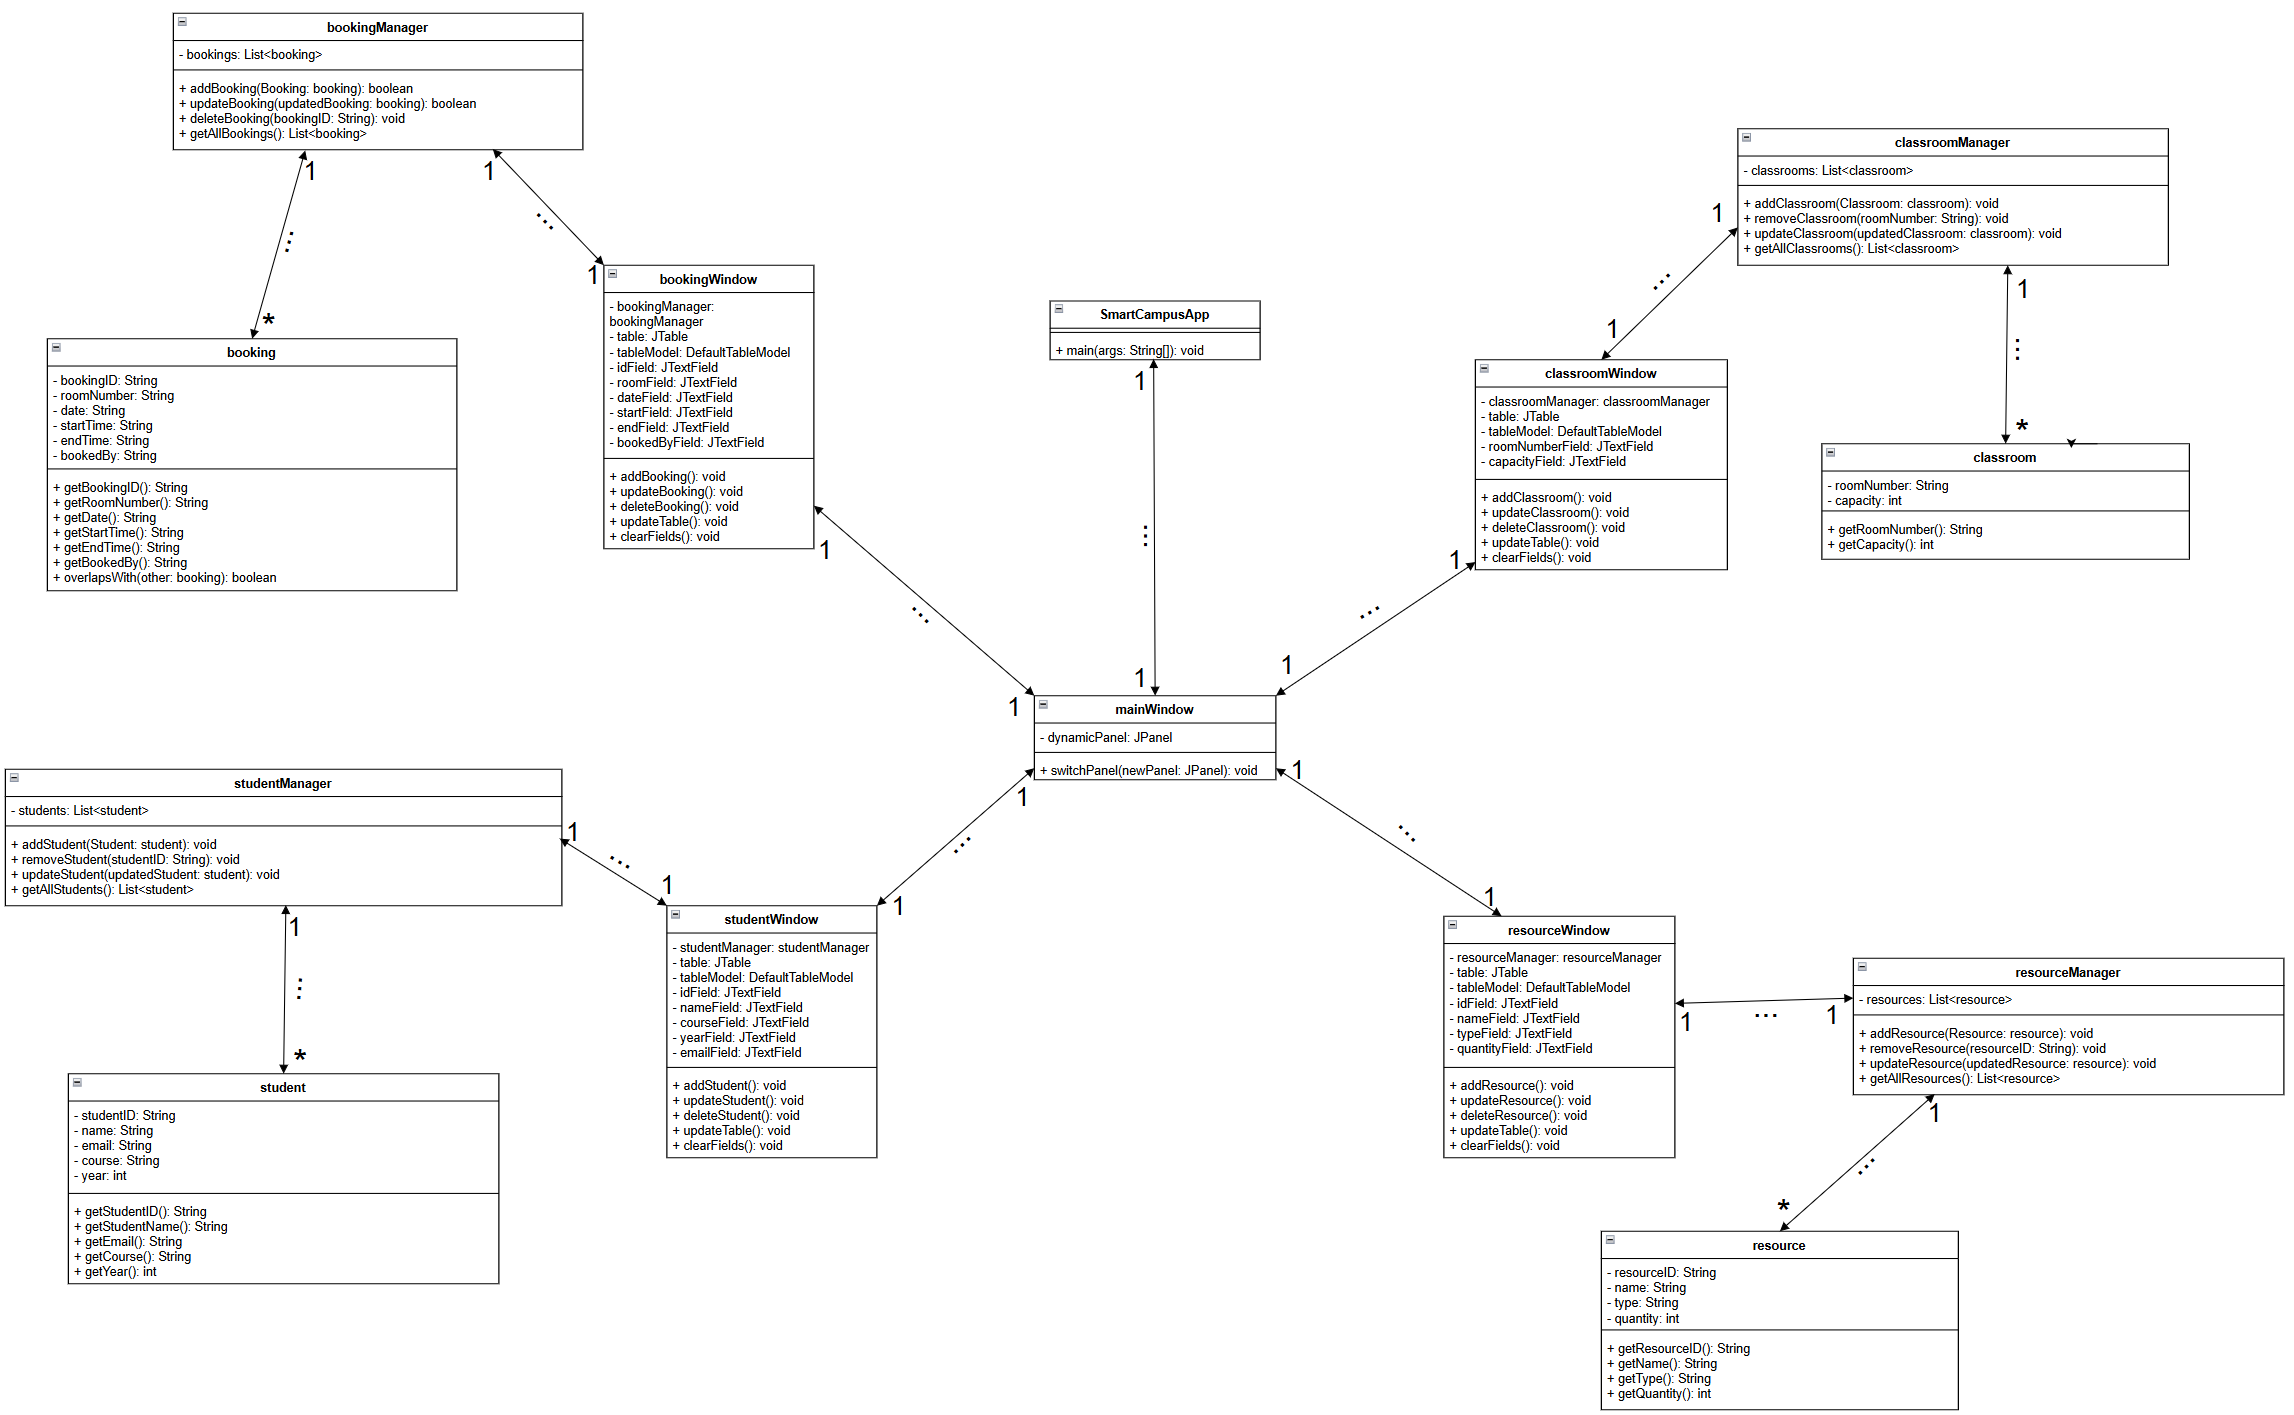 bookingManager
- bookings: List<booking>
+ addBooking(Booking: booking): boolean
+ updateBooking(updatedBooking: booking): boolean
+ deleteBooking(bookingID: String): void
+ getAllBookings(): List<booking>
1
1
...
...
1
*
booking
- bookingID: String
- roomNumber: String
- date: String
- startTime: String
- endTime: String
- bookedBy: String
+ getBookingID(): String
+ getRoomNumber(): String
+ getDate(): String
+ getStartTime(): String
+ getEndTime(): String
+ getBookedBy(): String
+ overlapsWith(other: booking): boolean
bookingWindow
- bookingManager:
bookingManager
- table: JTable
- tableModel: DefaultTableModel
- idField: JTextField
- roomField: JTextField
- dateField: JTextField
- startField: JTextField
- endField: JTextField
- bookedByField: JTextField
+ addBooking(): void
+ updateBooking(): void
+ deleteBooking(): void
+ updateTable(): void
+ clearFields(): void
1
...
1
SmartCampusApp
+ main(args: String[]): void
1
...
1
classroomManager
- classrooms: List<classroom>
+ addClassroom(Classroom: classroom): void
+ removeClassroom(roomNumber: String): void
+ updateClassroom(updatedClassroom: classroom): void
+ getAllClassrooms(): List<classroom>
1
...
1
1
...
*
classroomWindow
- classroomManager: classroomManager
- table: JTable
- tableModel: DefaultTableModel
- roomNumberField: JTextField
- capacityField: JTextField
+ addClassroom(): void
+ updateClassroom(): void
+ deleteClassroom(): void
+ updateTable(): void
+ clearFields(): void
classroom
- roomNumber: String
- capacity: int
+ getRoomNumber(): String
+ getCapacity(): int
1
...
1
mainWindow
- dynamicPanel: JPanel
+ switchPanel(newPanel: JPanel): void
1
...
1
1
...
1
studentManager
- students: List<student>
+ addStudent(Student: student): void
+ removeStudent(studentID: String): void
+ updateStudent(updatedStudent: student): void
+ getAllStudents(): List<student>
1
...
1
1
...
*
student
- studentID: String
- name: String
- email: String
- course: String
- year: int
+ getStudentID(): String
+ getStudentName(): String
+ getEmail(): String
+ getCourse(): String
+ getYear(): int
studentWindow
- studentManager: studentManager
- table: JTable
- tableModel: DefaultTableModel
- idField: JTextField
- nameField: JTextField
- courseField: JTextField
- yearField: JTextField
- emailField: JTextField
+ addStudent(): void
+ updateStudent(): void
+ deleteStudent(): void
+ updateTable(): void
+ clearFields(): void
resourceWindow
- resourceManager: resourceManager
- table: JTable
- tableModel: DefaultTableModel
- idField: JTextField
- nameField: JTextField
- typeField: JTextField
- quantityField: JTextField
+ addResource(): void
+ updateResource(): void
+ deleteResource(): void
+ updateTable(): void
+ clearFields(): void
1 ... 1
resourceManager
- resources: List<resource>
+ addResource(Resource: resource): void
+ removeResource(resourceID: String): void
+ updateResource(updatedResource: resource): void
+ getAllResources(): List<resource>
1
...
*
resource
- resourceID: String
- name: String
- type: String
- quantity: int
+ getResourceID(): String
+ getName(): String
+ getType(): String
+ getQuantity(): int